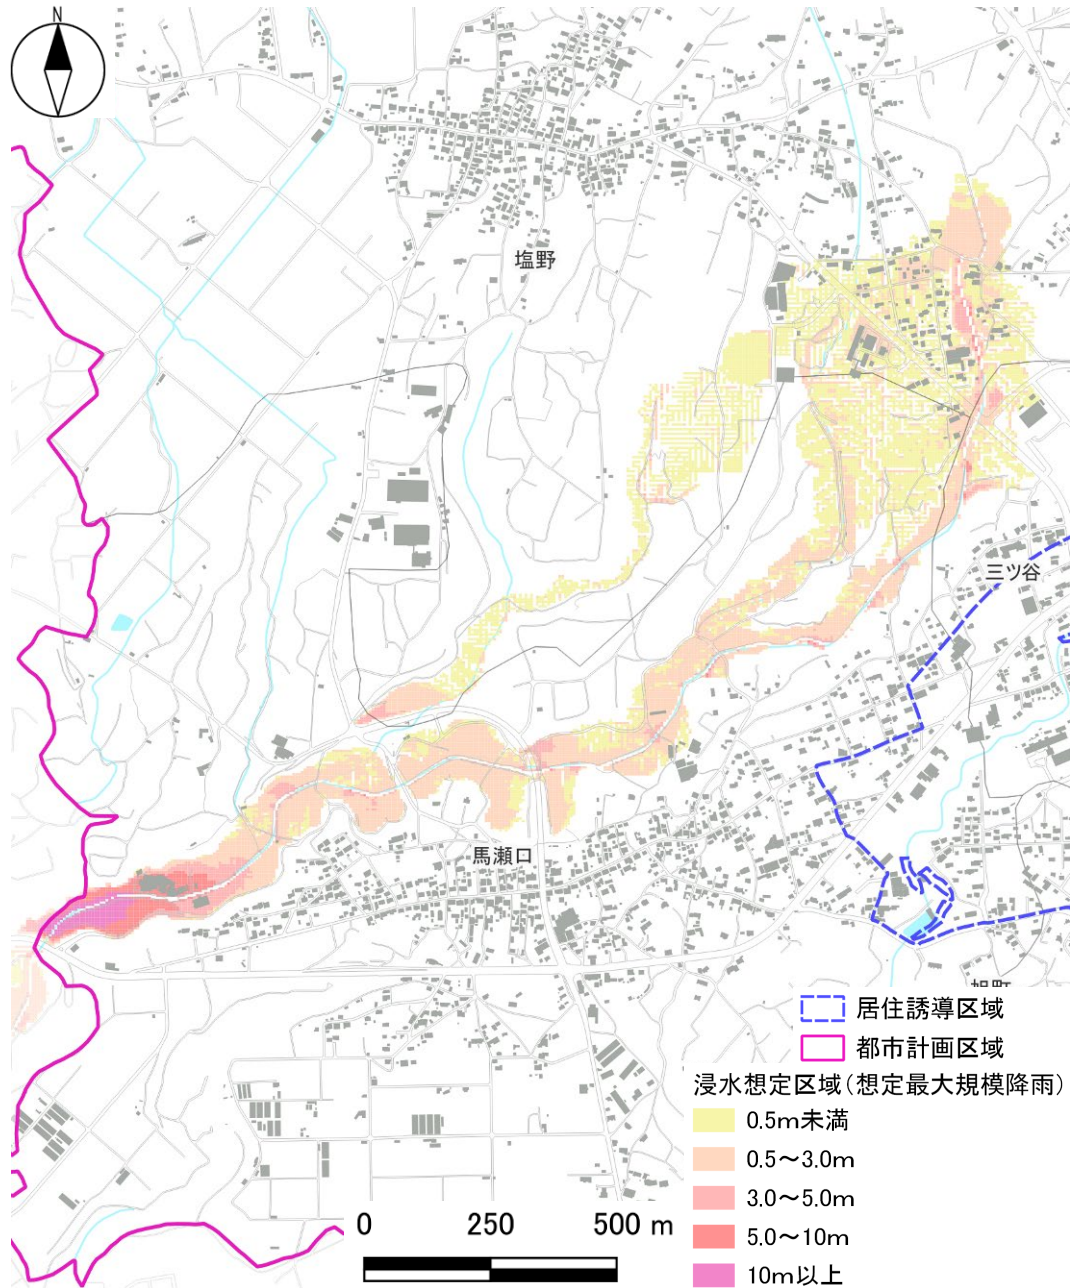 N
塩野
三ツ谷
馬瀬口
居住誘導区域
都市計画区域
浸水想定区域(想定最大規模降雨)
0.5m未満
0.5～3.0m
3.0～5.0m
5.0～10m
10m以上
0 250 500 m